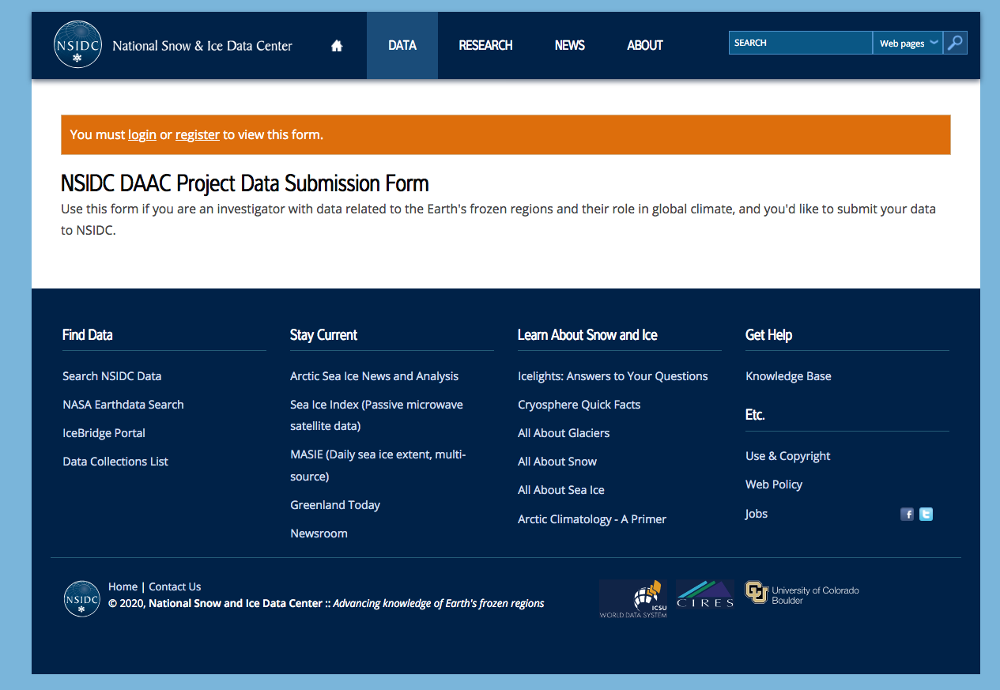 NSIDC
National Snow & Ice Data Center
DATA
RESEARCH
NEWS
ABOUT
SEARCH
Web pages
You must login or register to view this form.
NSIDC DAAC Project Data Submission Form
Use this form if you are an investigator with data related to the Earth's frozen regions and their role in global climate, and you'd like to submit your data
to NSIDC.
Find Data
Search NSIDC Data
NASA Earthdata Search
IceBridge Portal
Data Collections List
Stay Current
Arctic Sea Ice News and Analysis
Sea Ice Index (Passive microwave
satellite data)
MASIE (Daily sea ice extent, multi-
source)
Greenland Today
Newsroom
Learn About Snow and Ice
Icelights: Answers to Your Questions
Cryosphere Quick Facts
All About Glaciers
All About Snow
All About Sea Ice
Arctic Climatology - A Primer
Get Help
Knowledge Base
Etc.
Use & Copyright
Web Policy
Jobs
f
t
NSIDC
Home | Contact Us
© 2020, National Snow and Ice Data Center :: Advancing knowledge of Earth's frozen regions
ICSU
WORLD DATA SYSTEM
CIRES
CU
University of Colorado
Boulder